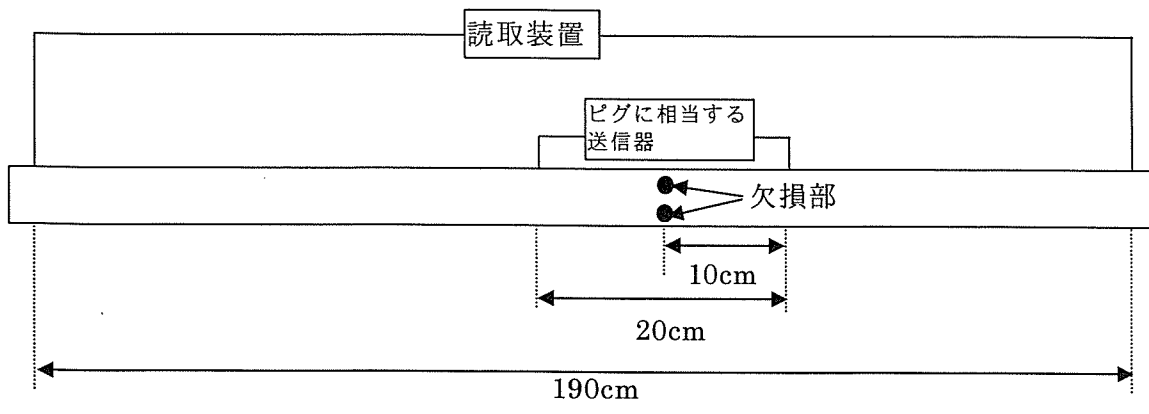 読取装置
ピグに相当する
送信器
欠損部
10cm
20cm
190cm